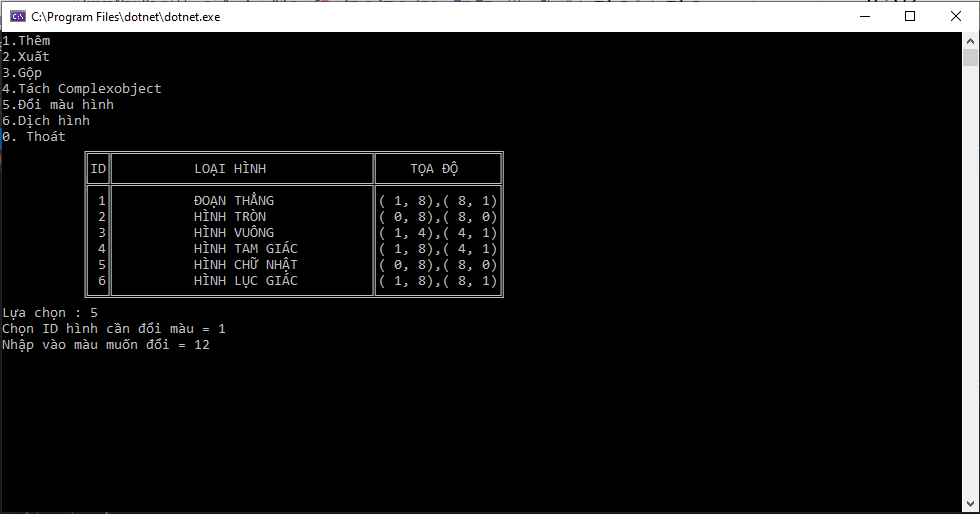 C:\Program Files\dotnet\dotnet.exe
1.Thêm
2.Xuất
3.Gộp
4.Tách Complexobject
5.Đổi màu hình
6.Dịch hình
0. Thoát
ID LOẠI HÌNH TỌA ĐỘ
1 ĐOẠN THẲNG ( 1, 8),( 8, 1)
2 HÌNH TRÒN ( 0, 8),( 8, 0)
3 HÌNH VUÔNG ( 1, 4),( 4, 1)
4 HÌNH TAM GIÁC ( 1, 8),( 4, 1)
5 HÌNH CHỮ NHẬT ( 0, 8),( 8, 0)
6 HÌNH LỤC GIÁC ( 1, 8),( 8, 1)
Lựa chọn : 5
Chọn ID hình cần đổi màu = 1
Nhập vào màu muốn đổi = 12